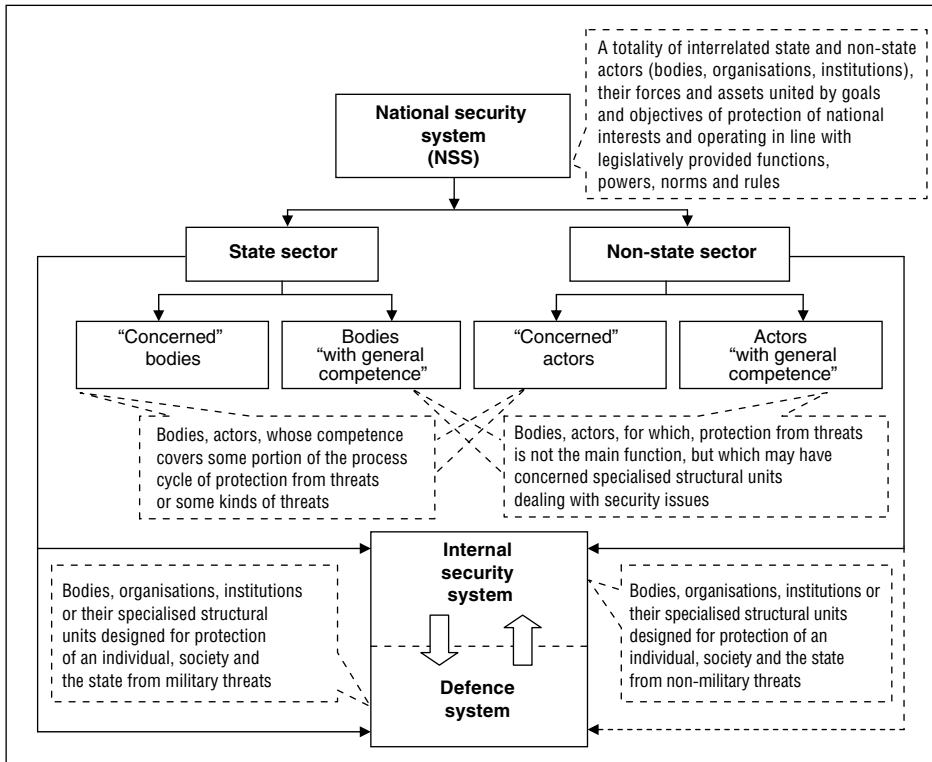 A totality of interrelated state and non-state
actors (bodies, organisations, institutions),
their forces and assets united by goals
and objectives of protection of national
interests and operating in line with
legislatively provided functions,
powers, norms and rules
National security
system
(NSS)
State sector
Non-state sector
“Concerned”
bodies
Bodies
“with general
competence”
“Concerned”
actors
Actors
“with general
competence”
Bodies, actors, whose competence
covers some portion of the process
cycle of protection from threats
or some kinds of threats
Bodies, actors, for which, protection from threats
is not the main function, but which may have
concerned specialised structural units
dealing with security issues
Internal
security
system
Bodies, organisations, institutions
or their specialised structural
units designed for protection
of an individual, society and
the state from military threats
Bodies, organisations, institutions or
their specialised structural units
designed for protection of an
individual, society and the state
from non-military threats
Defence
system